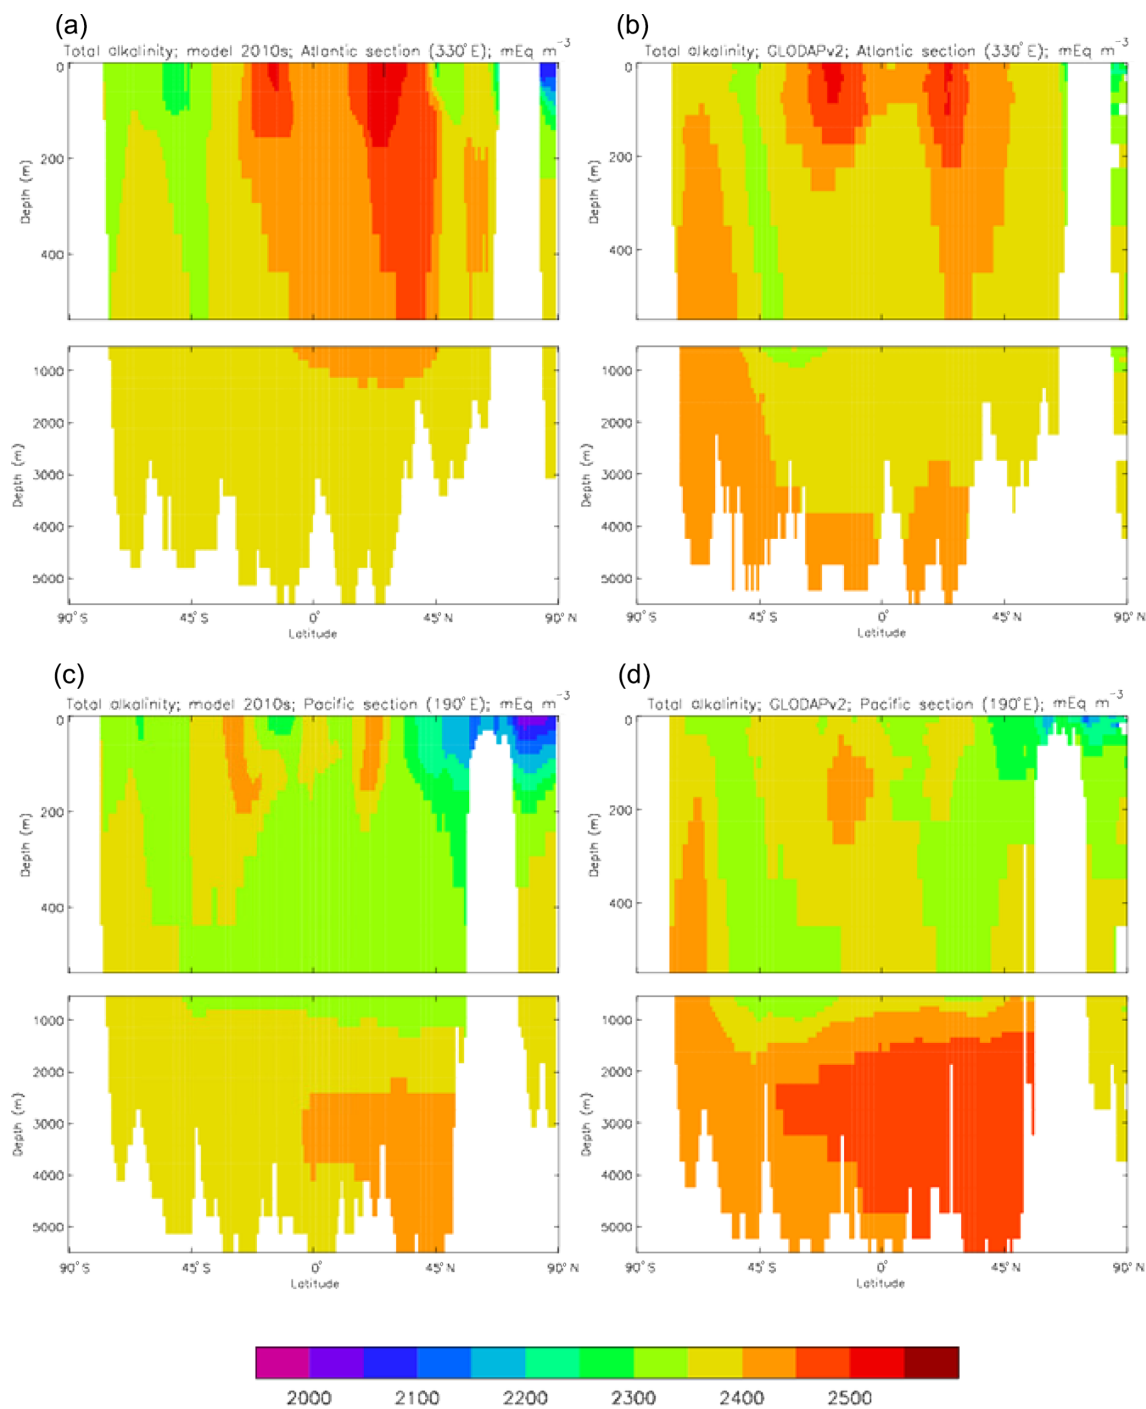 (a)
Total alkalinity; model 2010s; Atlantic section (330°E); mEq m⁻³
0
200
400
Depth (m)
1000
2000
3000
4000
5000
Depth (m)
90°S 45°S 0° 45°N 90°N
Latitude
(b)
Total alkalinity; GLODAPv2; Atlantic section (330°E); mEq m⁻³
0
200
400
Depth (m)
1000
2000
3000
4000
5000
Depth (m)
90°S 45°S 0° 45°N 90°N
Latitude
(c)
Total alkalinity; model 2010s; Pacific section (190°E); mEq m⁻³
0
200
400
Depth (m)
1000
2000
3000
4000
5000
Depth (m)
90°S 45°S 0° 45°N 90°N
Latitude
(d)
Total alkalinity; GLODAPv2; Pacific section (190°E); mEq m⁻³
0
200
400
Depth (m)
1000
2000
3000
4000
5000
Depth (m)
90°S 45°S 0° 45°N 90°N
Latitude
2000 2100 2200 2300 2400 2500